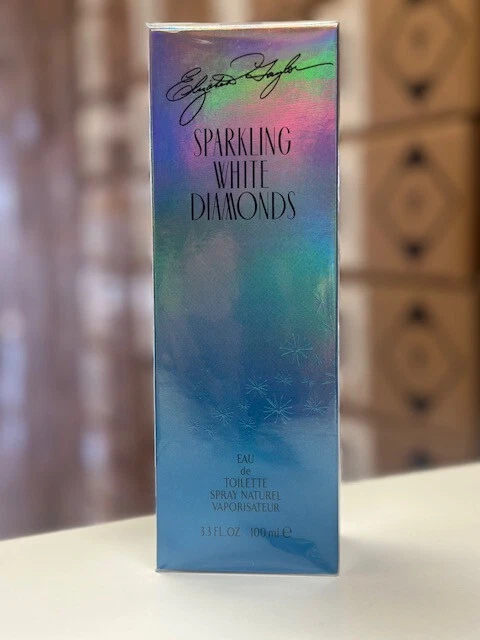 Elizabeth Taylor
SPARKLING
WHITE
DIAMONDS
EAU
de
TOILETTE
SPRAY NATUREL
VAPORISATEUR
3.3 FL.OZ 100 ml ℮